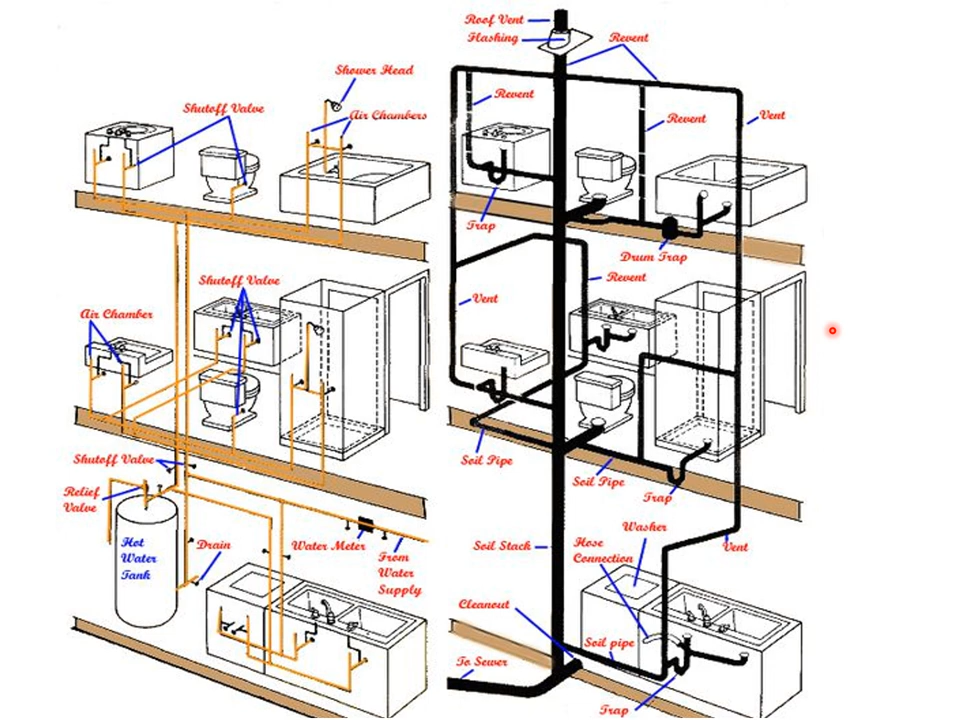 Shower Head
Shutoff Valve
Air Chambers
Shutoff Valve
Air Chamber
Shutoff Valve
Relief
Valve
Hot
Water
Tank
Drain
Water Meter
From
Water
Supply
Roof Vent
Flashing
Revent
Revent
Revent
Vent
Trap
Drum Trap
Revent
Vent
Soil Pipe
Soil Pipe
Trap
Washer
Soil Stack
Hose
Connection
Vent
Cleanout
Soil pipe
To Sewer
Trap